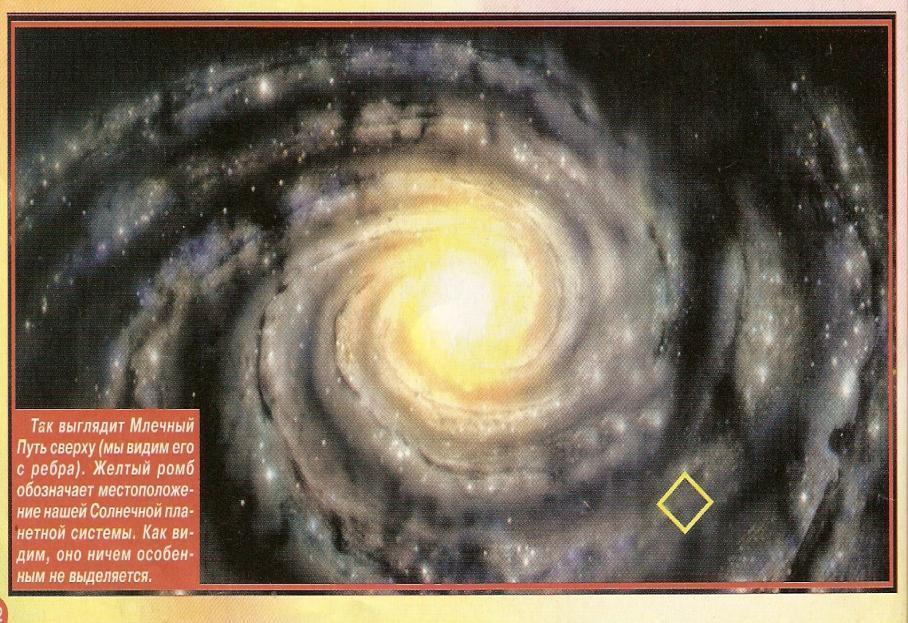 Так выглядит Млечный
Путь сверху (мы видим его
с ребра). Желтый ромб
обозначает местоположе-
ние нашей Солнечной пла-
нетной системы. Как ви-
дим, оно ничем особен-
ным не выделяется.